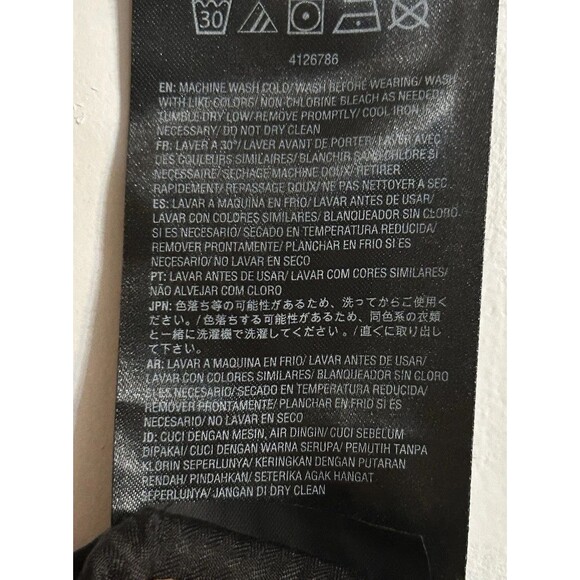 30
4126786
EN: MACHINE WASH COLD/ WASH BEFORE WEARING/ WASH
WITH LIKE COLORS/ NON-CHLORINE BLEACH AS NEEDED/
TUMBLE DRY LOW/ REMOVE PROMPTLY/ COOL IRON IF
NECESSARY/ DO NOT DRY CLEAN
FR: LAVER A 30°/ LAVER AVANT DE PORTER/ LAVER AVEC
DES COULEURS SIMILAIRES/ BLANCHIR SANS CHLORE SI
NECESSAIRE/ SECHAGE MACHINE DOUX/ RETIRER
RAPIDEMENT/ REPASSAGE DOUX/ NE PAS NETTOYER A SEC
ES: LAVAR A MAQUINA EN FRIO/ LAVAR ANTES DE USAR/
LAVAR CON COLORES SIMILARES/ BLANQUEADOR SIN CLORO
SI ES NECESARIO/ SECADO EN TEMPERATURA REDUCIDA/
REMOVER PRONTAMENTE/ PLANCHAR EN FRIO SI ES
NECESARIO/ NO LAVAR EN SECO
PT: LAVAR ANTES DE USAR/ LAVAR COM CORES SIMILARES/
NÃO ALVEJAR COM CLORO
JPN: 色落ち等の可能性があるため、洗ってからご使用く
ださい。/色落ちする可能性があるため、同色系の衣類
と一緒に洗濯機で洗濯してください。/直ぐに取り出し
て下さい。
AR: LAVAR A MAQUINA EN FRIO/ LAVAR ANTES DE USAR/
LAVAR CON COLORES SIMILARES/ BLANQUEADOR SIN CLORO
SI ES NECESARIO/ SECADO EN TEMPERATURA REDUCIDA/
REMOVER PRONTAMENTE/ PLANCHAR EN FRIO SI ES
NECESARIO/ NO LAVAR EN SECO
ID: CUCI DENGAN MESIN, AIR DINGIN/ CUCI SEBELUM
DIPAKAI/ CUCI DENGAN WARNA SERUPA/ PEMUTIH TANPA
KLORIN SEPERLUNYA/ KERINGKAN DENGAN PUTARAN
RENDAH/ PINDAHKAN/ SETERIKA AGAK HANGAT
SEPERLUNYA/ JANGAN DI DRY CLEAN